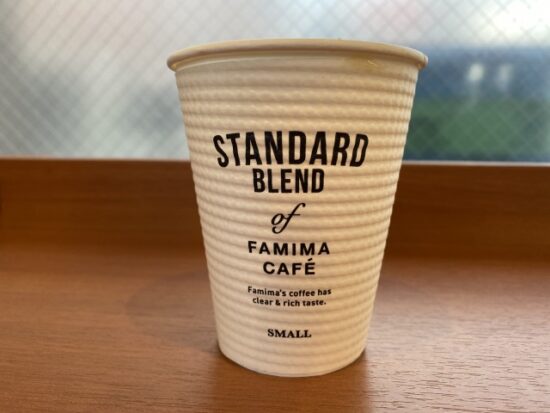 STANDARD
BLEND
of
FAMIMA
CAFÉ
Famima's coffee has
clear & rich taste.
SMALL